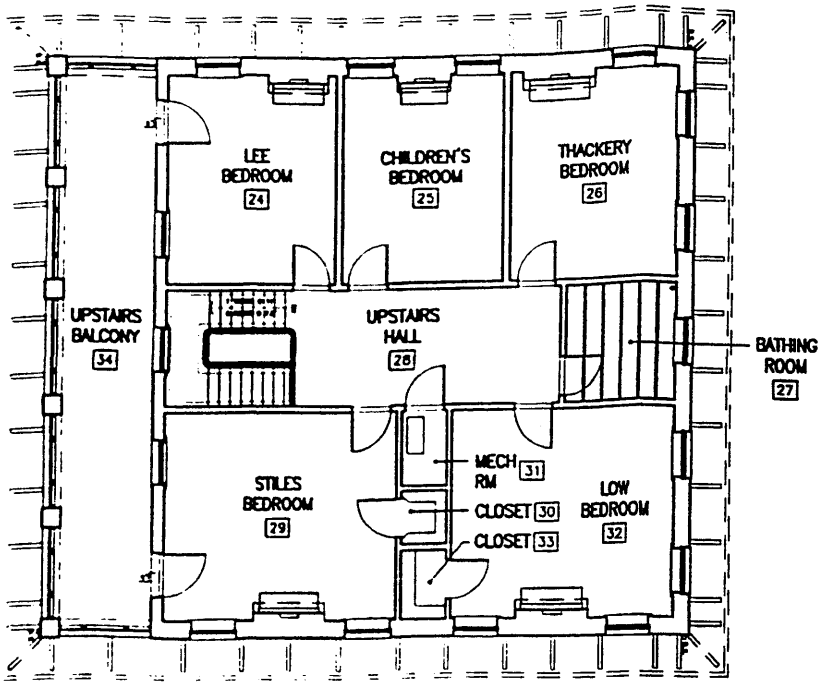 LEE
BEDROOM
24
CHILDREN'S
BEDROOM
25
THACKERY
BEDROOM
26
UPSTAIRS
BALCONY
34
UPSTAIRS
HALL
28
BATHING
ROOM
27
STILES
BEDROOM
29
MECH
RM
31
CLOSET 30
CLOSET 33
LOW
BEDROOM
32